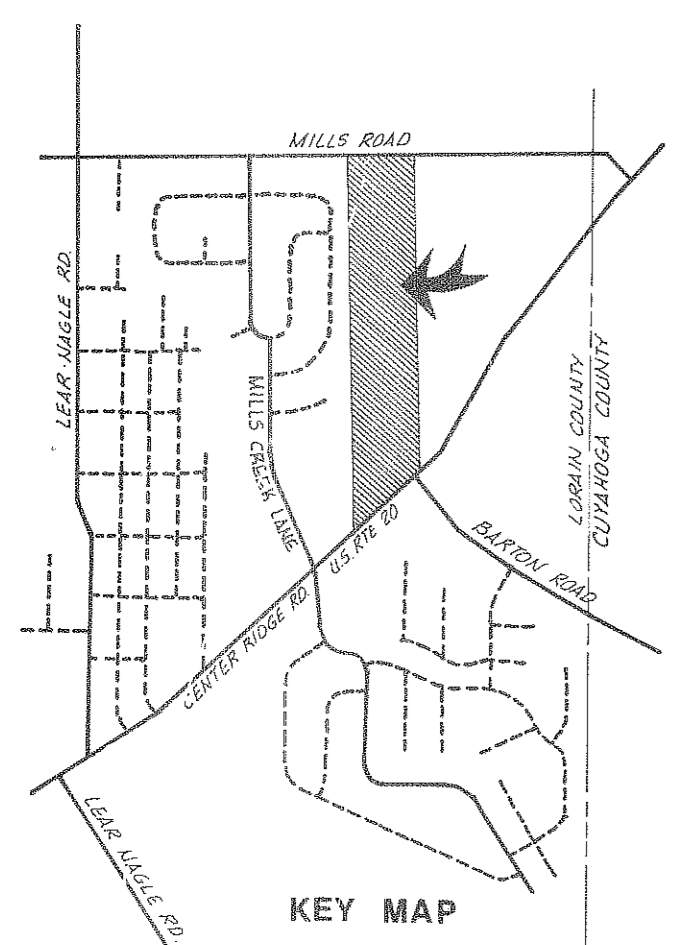 MILLS ROAD
LEAR-NAGLE RD.
MILLS CREEK LANE
LORAIN COUNTY
CUYAHOGA COUNTY
U.S. RTE 20
BARTON ROAD
CENTER RIDGE RD.
LEAR NAGLE RD.
KEY MAP